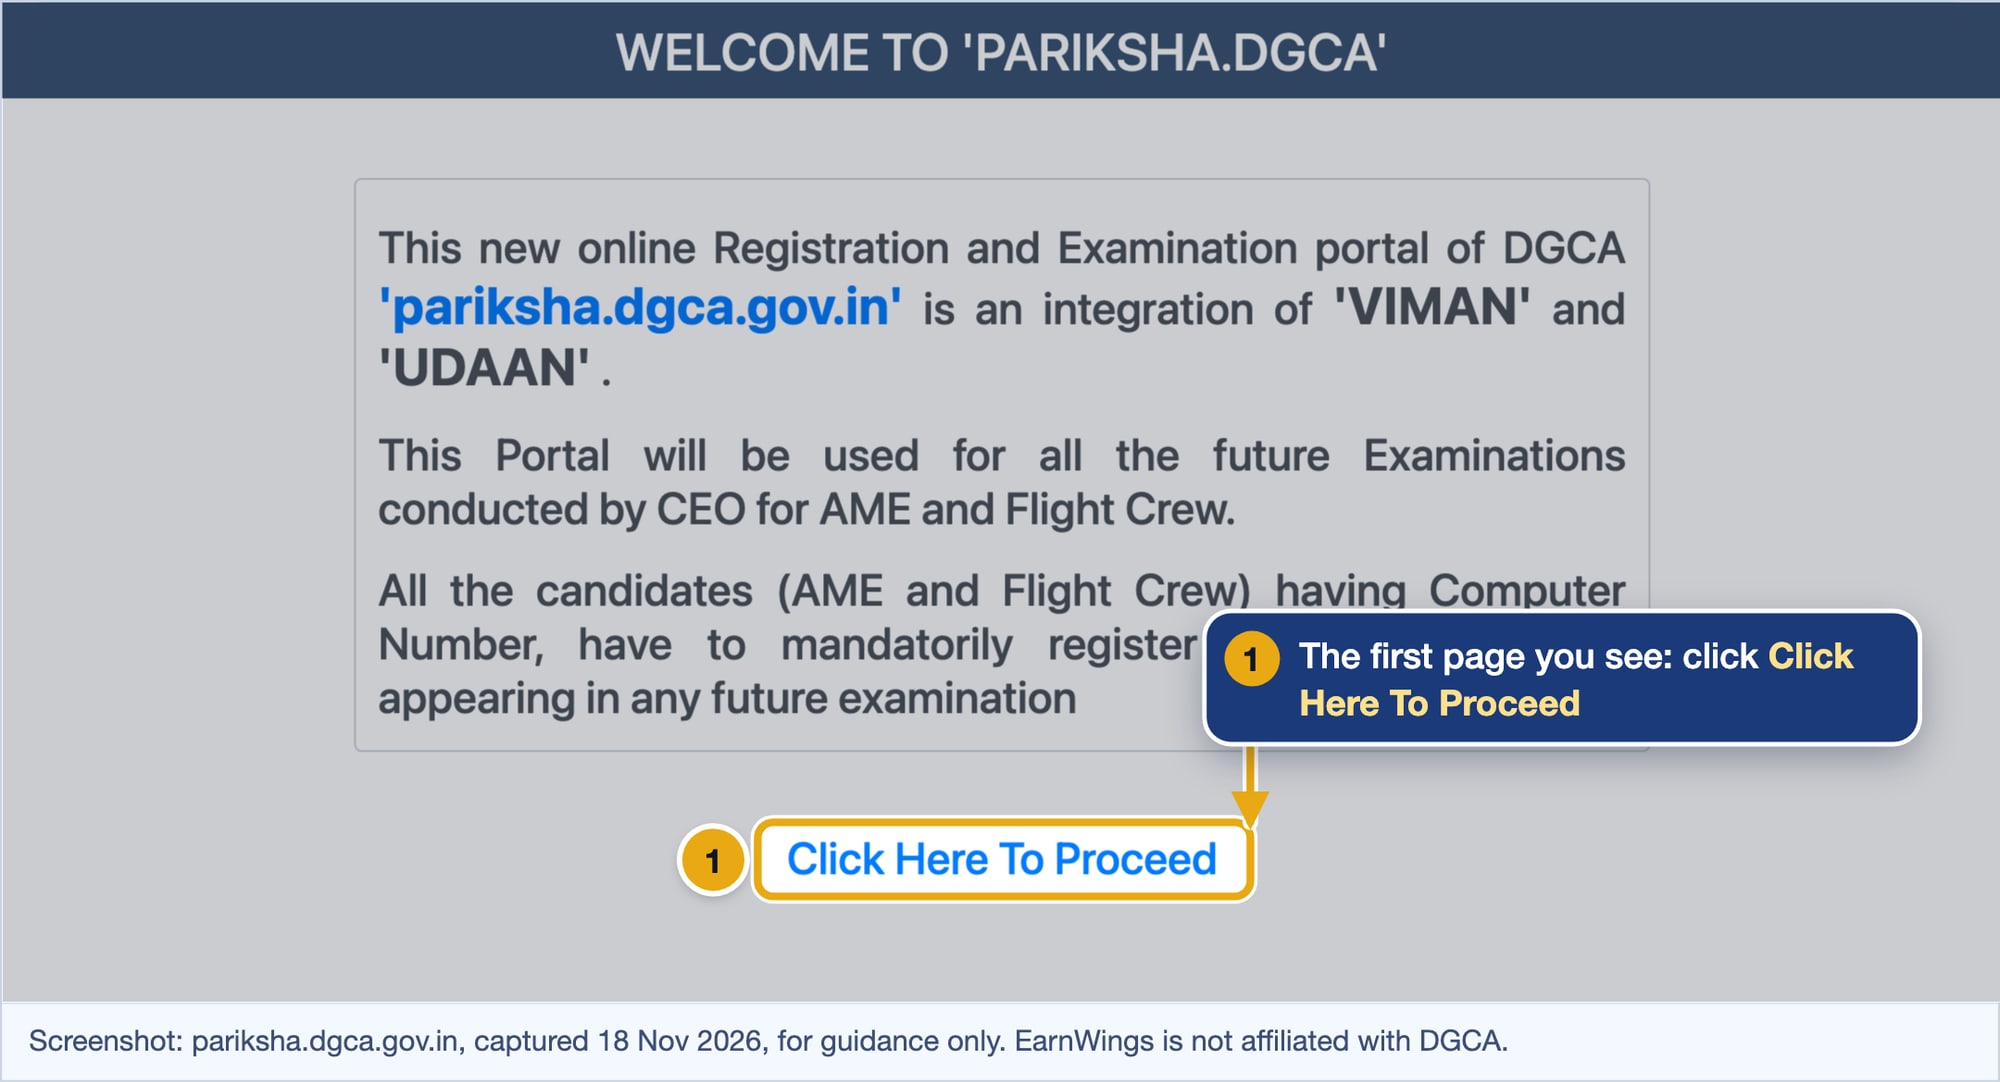 WELCOME TO 'PARIKSHA.DGCA'
This new online Registration and Examination portal of DGCA
'pariksha.dgca.gov.in' is an integration of 'VIMAN' and
'UDAAN' .
This Portal will be used for all the future Examinations
conducted by CEO for AME and Flight Crew.
All the candidates (AME and Flight Crew) having Computer
Number, have to mandatorily register
appearing in any future examination
1 The first page you see: click Click
Here To Proceed
1 Click Here To Proceed
Screenshot: pariksha.dgca.gov.in, captured 18 Nov 2026, for guidance only. EarnWings is not affiliated with DGCA.